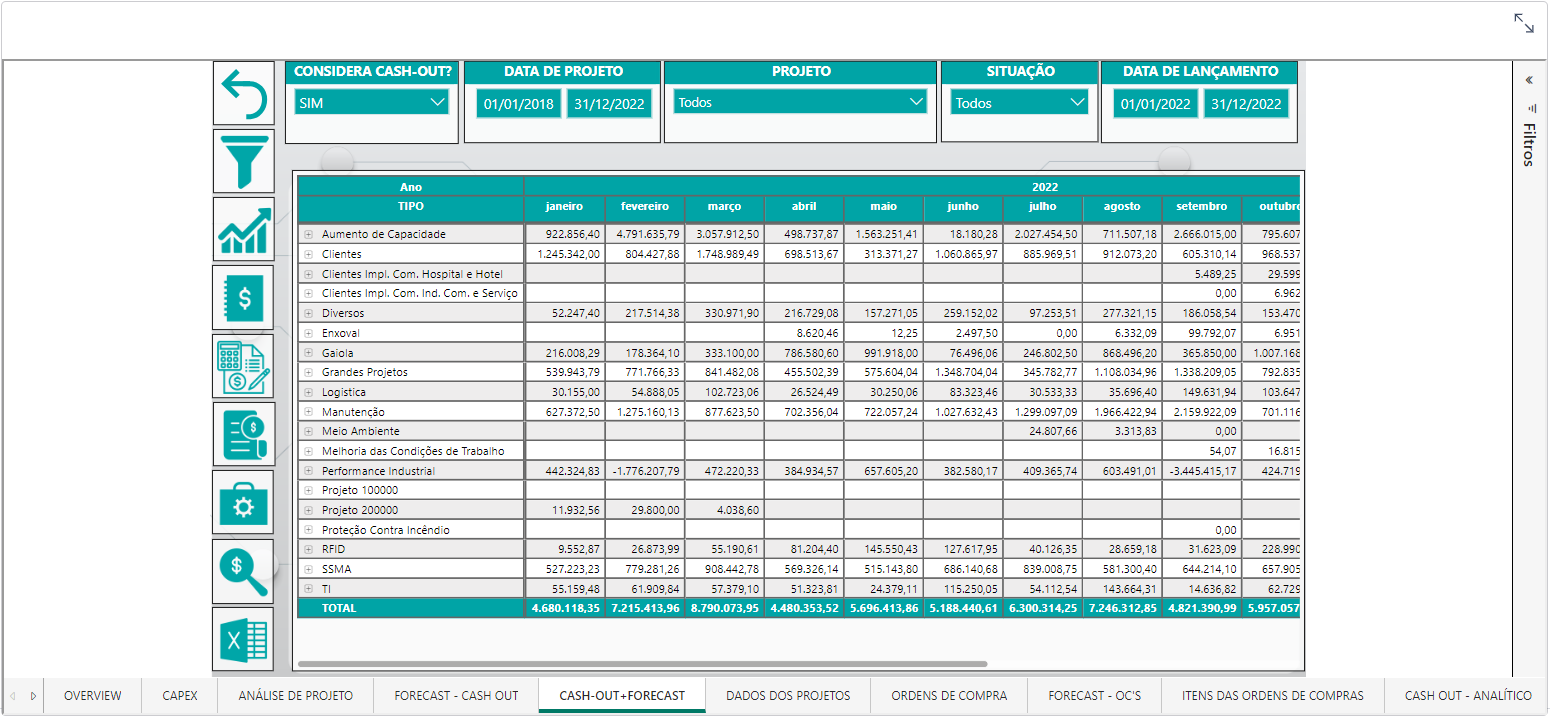 CONSIDERA CASH-OUT? DATA DE PROJETO PROJETO SITUAÇÃO DATA DE LANÇAMENTO
SIM 01/01/2018 31/12/2022 Todos Todos 01/01/2022 31/12/2022
Filtros
Ano 2022
TIPO janeiro fevereiro março abril maio junho julho agosto setembro outubro
Aumento de Capacidade 922.856,40 4.791.635,79 3.057.912,50 498.737,87 1.563.251,41 18.180,28 2.027.454,50 711.507,18 2.666.015,00 795.607
Clientes 1.245.342,00 804.427,88 1.748.989,49 698.513,67 313.371,27 1.060.865,97 885.969,51 912.073,20 605.310,14 968.537
Clientes Impl. Com. Hospital e Hotel 5.489,25 29.599
Clientes Impl. Com. Ind. Com. e Serviço 0,00 6.962
Diversos 52.247,40 217.514,38 330.971,90 216.729,08 157.271,05 259.152,02 97.253,51 277.321,15 186.058,54 153.470
Enxoval 8.620,46 12,25 2.497,50 0,00 6.332,09 99.792,07 6.951
Gaiola 216.008,29 178.364,10 333.100,00 786.580,60 991.918,00 76.496,06 246.802,50 868.496,20 365.850,00 1.007.168
Grandes Projetos 539.943,79 771.766,33 841.482,08 455.502,39 575.604,04 1.348.704,04 345.782,77 1.108.034,96 1.338.209,05 792.835
Logística 30.155,00 54.888,05 102.723,06 26.524,49 30.250,06 83.323,46 30.533,33 35.696,40 149.631,94 103.647
Manutenção 627.372,50 1.275.160,13 877.623,50 702.356,04 722.057,24 1.027.632,43 1.299.097,09 1.966.422,94 2.159.922,09 701.116
Meio Ambiente 24.807,66 3.313,83 0,00
Melhoria das Condições de Trabalho 54,07 16.815
Performance Industrial 442.324,83 -1.776.207,79 472.220,33 384.934,57 657.605,20 382.580,17 409.365,74 603.491,01 -3.445.415,17 424.719
Projeto 100000
Projeto 200000 11.932,56 29.800,00 4.038,60
Proteção Contra Incêndio 0,00
RFID 9.552,87 26.873,99 55.190,61 81.204,40 145.550,43 127.617,95 40.126,35 28.659,18 31.623,09 228.990
SSMA 527.223,23 779.281,26 908.442,78 569.326,14 515.143,80 686.140,68 839.008,75 581.300,40 644.214,10 657.905
TI 55.159,48 61.909,84 57.379,10 51.323,81 24.379,11 115.250,05 54.112,54 143.664,31 14.636,82 62.729
TOTAL 4.680.118,35 7.215.413,96 8.790.073,95 4.480.353,52 5.696.413,86 5.188.440,61 6.300.314,25 7.246.312,85 4.821.390,99 5.957.057
OVERVIEW CAPEX ANÁLISE DE PROJETO FORECAST - CASH OUT CASH-OUT+FORECAST DADOS DOS PROJETOS ORDENS DE COMPRA FORECAST - OC'S ITENS DAS ORDENS DE COMPRAS CASH OUT - ANALÍTICO